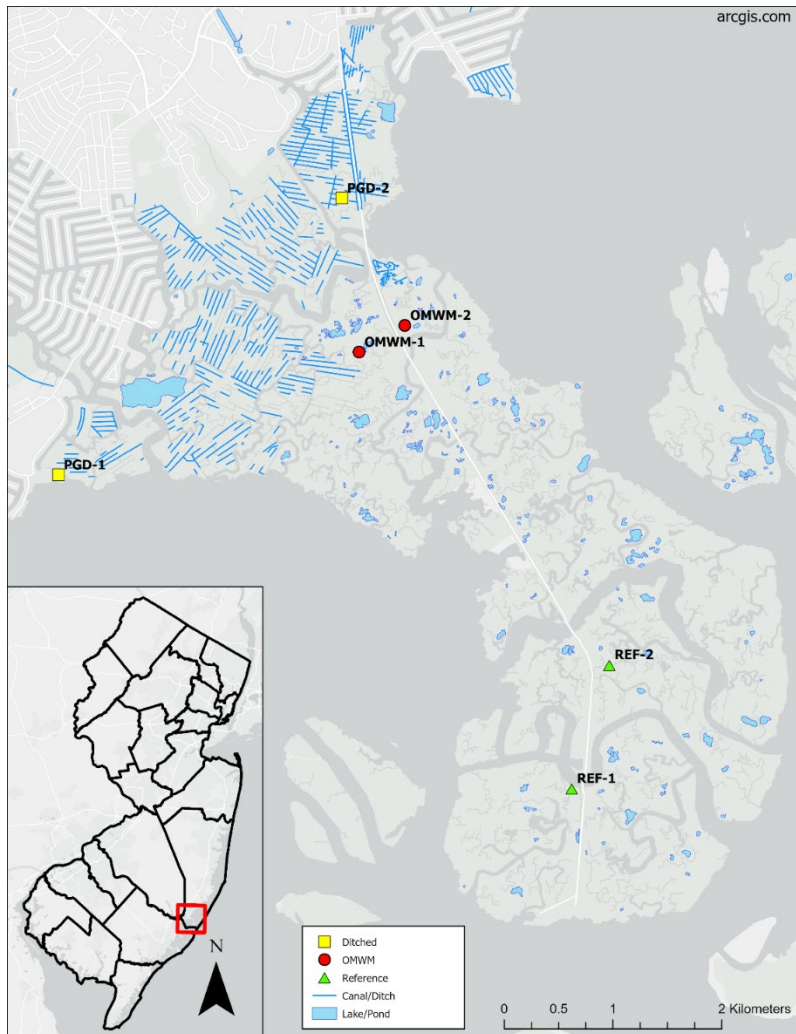 arcgis.com
PGD-2
OMWM-2
OMWM-1
PGD-1
REF-2
REF-1
N
Ditched
OMWM
Reference
Canal/Ditch
Lake/Pond
0 0.5 1 2 Kilometers